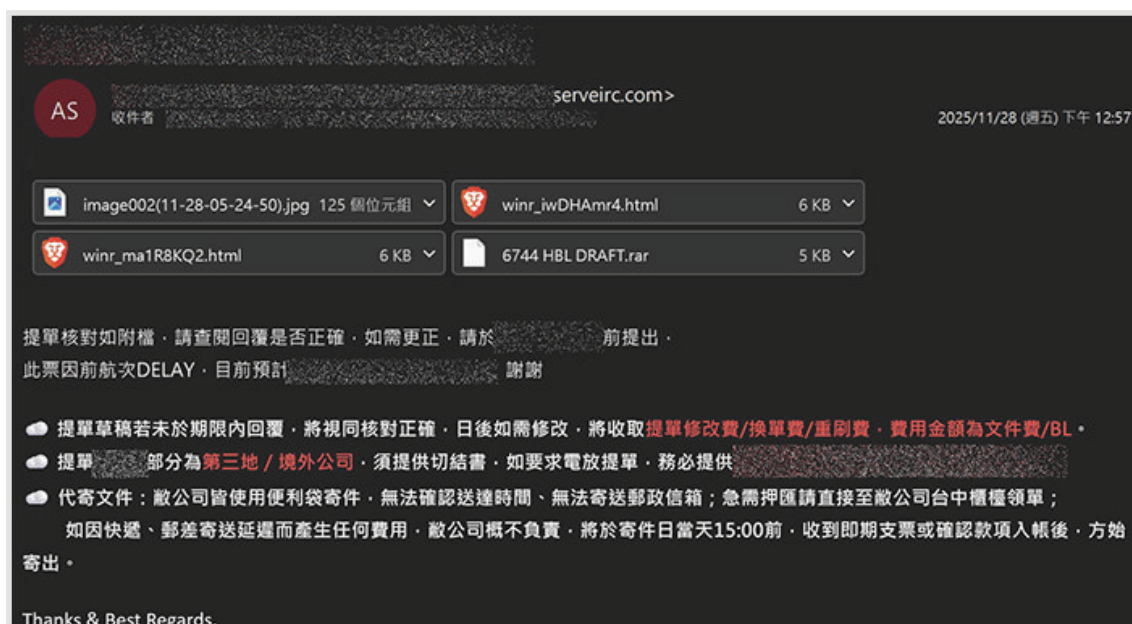 AS
serveirc.com>
收件者
2025/11/28 (週五) 下午 12:57
image002(11-28-05-24-50).jpg 125 個位元組
winr_iwDHAmr4.html 6 KB
winr_ma1R8KQ2.html 6 KB
6744 HBL DRAFT.rar 5 KB
提單核對如附檔，請查閱回覆是否正確，如需更正，請於 前提出，
此票因前航次DELAY，目前預計 謝謝
提單草稿若未於期限內回覆，將視同核對正確，日後如需修改，將收取提單修改費/換單費/重刷費，費用金額為文件費/BL。
提單 部分為第三地 / 境外公司，須提供切結書，如要求電放提單，務必提供
代寄文件：敝公司皆使用便利袋寄件，無法確認送達時間、無法寄送郵政信箱；急需押匯請直接至敝公司台中櫃檯領單；
如因快遞、郵差寄送延遲而產生任何費用，敝公司概不負責，將於寄件日當天15:00前，收到即期支票或確認款項入帳後，方始
寄出。
Thanks & Best Regards,